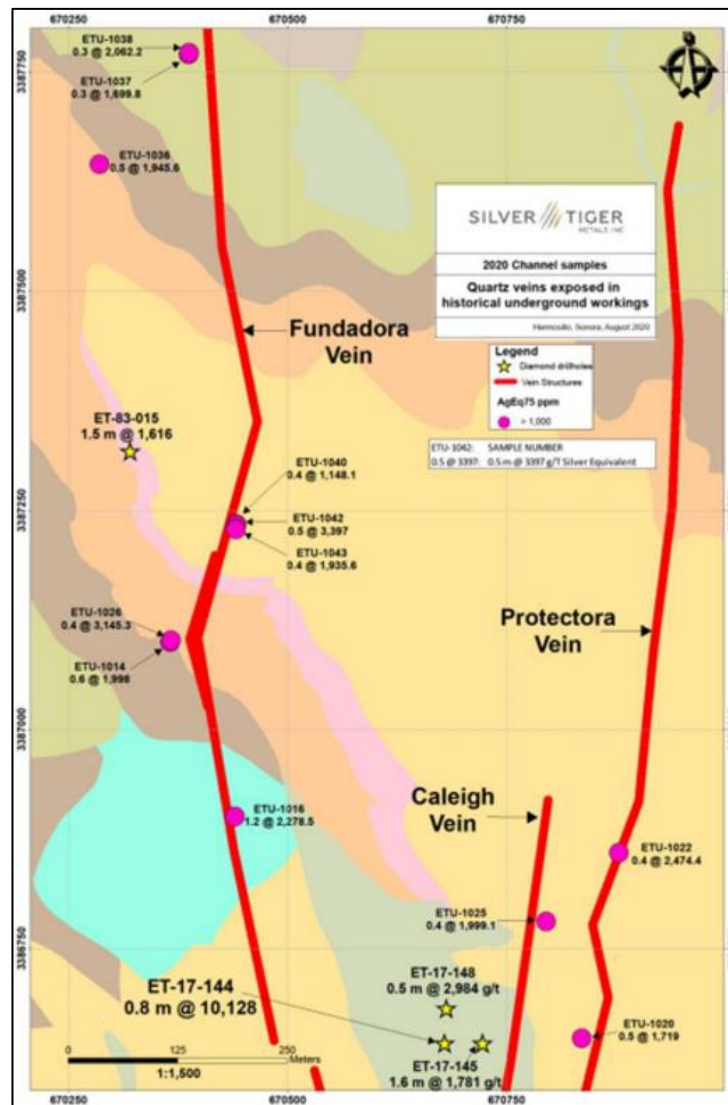 670250
670500
670750
3387750
3387500
3387250
3387000
3386750
ETU-1038
0.3 @ 2,062.2
ETU-1037
0.3 @ 1,699.8
ETU-1036
0.5 @ 1,945.6
SILVER TIGER
METALS INC
2020 Channel samples
Quartz veins exposed in
historical underground workings
Hermosillo, Sonora, August 2020
Legend
Diamond drillholes
Vein Structures
AgEq75 ppm
> 1,000
ETU-1042: SAMPLE NUMBER
0.5 @ 3397: 0.5 m @ 3397 g/T Silver Equivalent
Fundadora
Vein
ET-83-015
1.5 m @ 1,616
ETU-1040
0.4 @ 1,148.1
ETU-1042
0.5 @ 3,397
ETU-1043
0.4 @ 1,935.6
ETU-1026
0.4 @ 3,145.3
ETU-1014
0.6 @ 1,998
Protectora
Vein
Caleigh
Vein
ETU-1016
1.2 @ 2,278.5
ETU-1022
0.4 @ 2,474.4
ETU-1025
0.4 @ 1,999.1
ET-17-148
0.5 m @ 2,984 g/t
ET-17-144
0.8 m @ 10,128
ETU-1020
0.5 @ 1,719
ET-17-145
1.6 m @ 1,781 g/t
0 125 250
Meters
1:1,500
670250
670500
670750